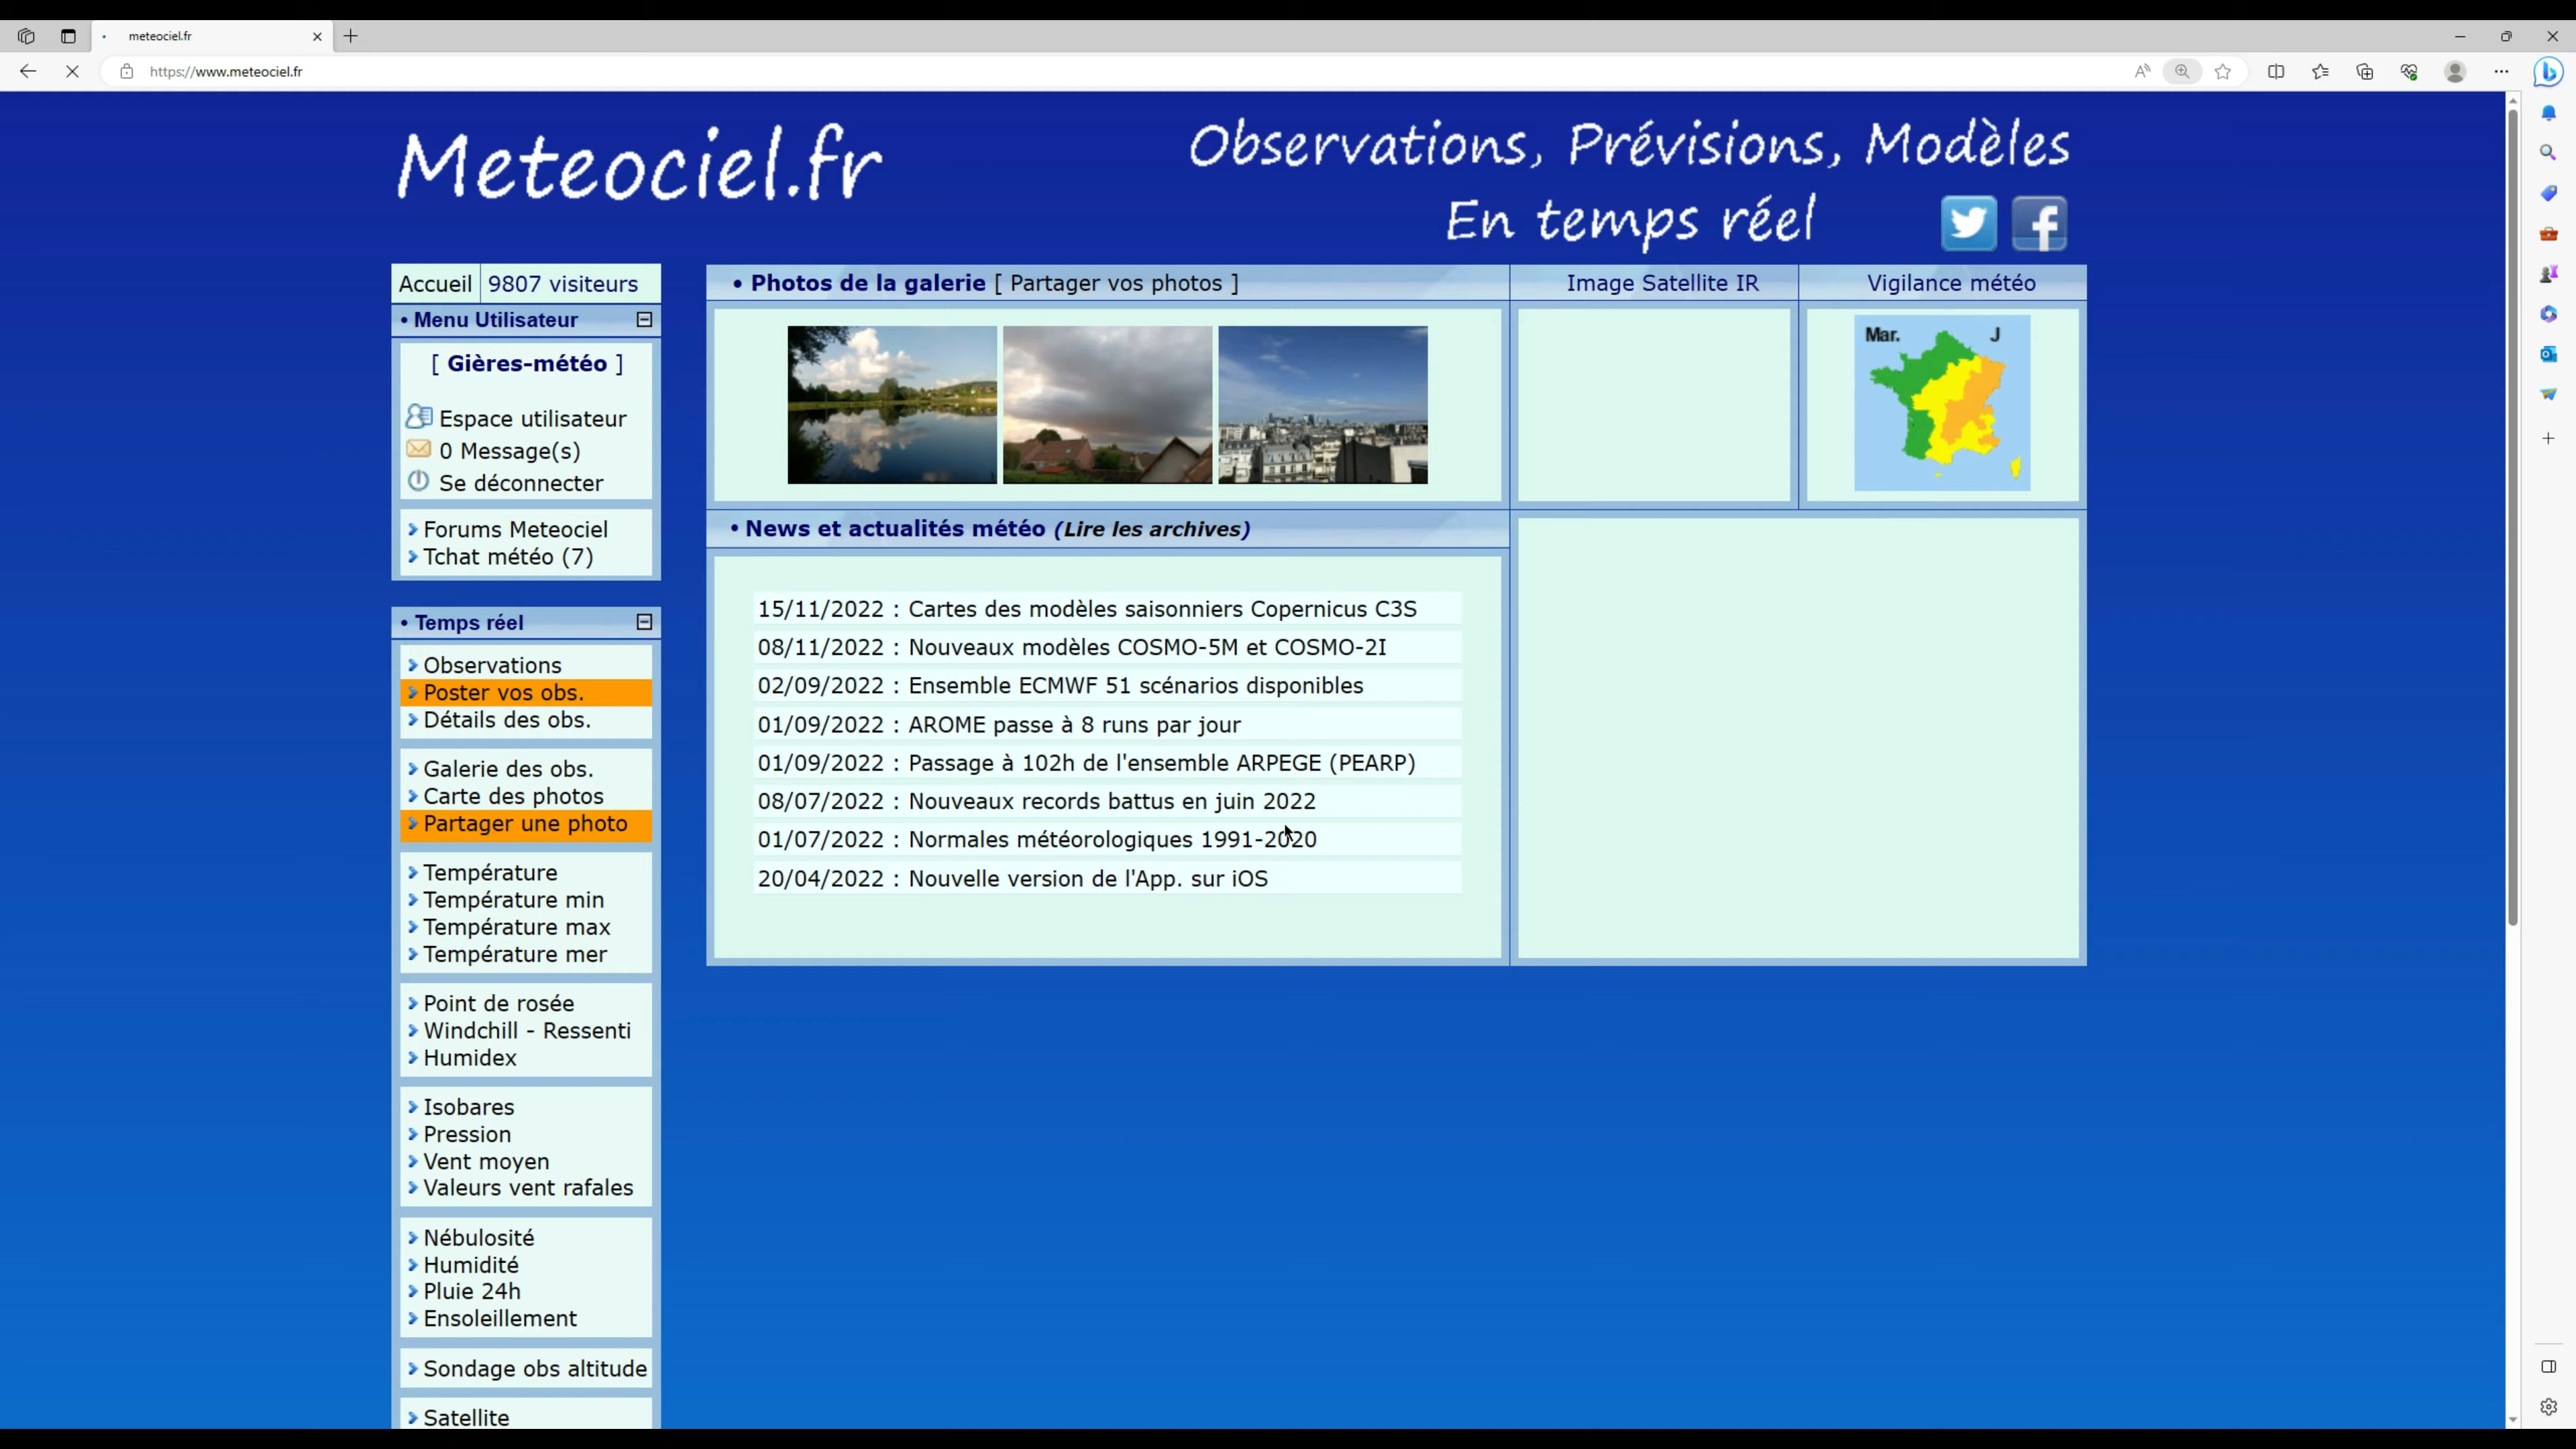 meteociel.fr
https://www.meteociel.fr
Meteociel.fr
Observations, Prévisions, Modèles
En temps réel
Accueil
9807 visiteurs
• Menu Utilisateur
[ Gières-météo ]
Espace utilisateur
0 Message(s)
Se déconnecter
Forums Meteociel
Tchat météo (7)
• Temps réel
Observations
Poster vos obs.
Détails des obs.
Galerie des obs.
Carte des photos
Partager une photo
Température
Température min
Température max
Température mer
Point de rosée
Windchill - Ressenti
Humidex
Isobares
Pression
Vent moyen
Valeurs vent rafales
Nébulosité
Humidité
Pluie 24h
Ensoleillement
Sondage obs altitude
Satellite
• Photos de la galerie [ Partager vos photos ]
Image Satellite IR
Vigilance météo
Mar. J
• News et actualités météo (Lire les archives)
15/11/2022 : Cartes des modèles saisonniers Copernicus C3S
08/11/2022 : Nouveaux modèles COSMO-5M et COSMO-2I
02/09/2022 : Ensemble ECMWF 51 scénarios disponibles
01/09/2022 : AROME passe à 8 runs par jour
01/09/2022 : Passage à 102h de l'ensemble ARPEGE (PEARP)
08/07/2022 : Nouveaux records battus en juin 2022
01/07/2022 : Normales météorologiques 1991-2020
20/04/2022 : Nouvelle version de l'App. sur iOS